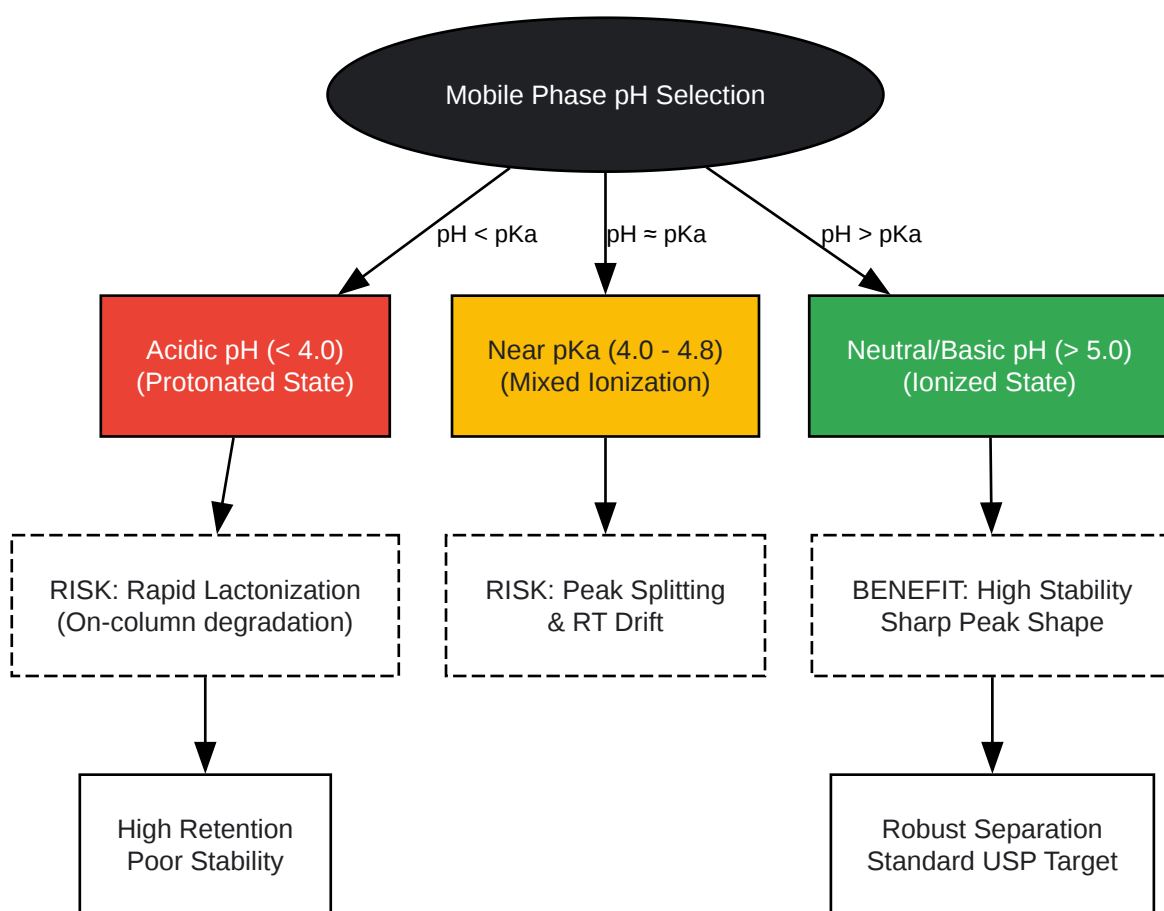 Mobile Phase pH Selection
pH < pKa
pH ≈ pKa
pH > pKa
Acidic pH (< 4.0)
(Protonated State)
Near pKa (4.0 - 4.8)
(Mixed Ionization)
Neutral/Basic pH (> 5.0)
(Ionized State)
RISK: Rapid Lactonization
(On-column degradation)
RISK: Peak Splitting
& RT Drift
BENEFIT: High Stability
Sharp Peak Shape
High Retention
Poor Stability
Robust Separation
Standard USP Target